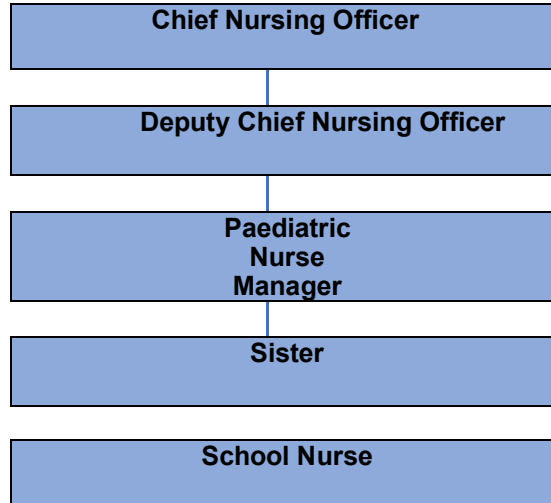 Chief Nursing Officer
Deputy Chief Nursing Officer
Paediatric
Nurse
Manager
Sister
School Nurse